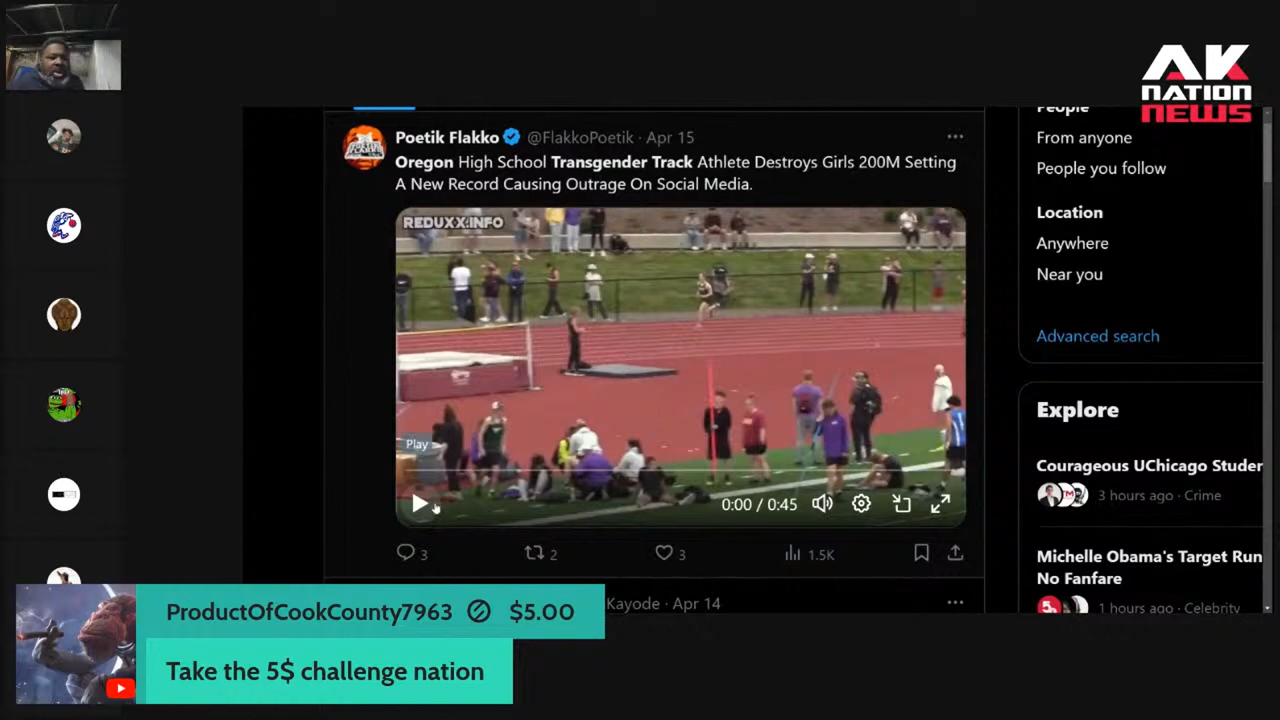 AK
NATION
NEWS
Poetik Flakko @FlakkoPoetik · Apr 15
Oregon High School Transgender Track Athlete Destroys Girls 200M Setting
A New Record Causing Outrage On Social Media.
REDUXX.INFO
Play
0:00 / 0:45
3
2
3
1.5K
Kayode · Apr 14
People
From anyone
People you follow
Location
Anywhere
Near you
Advanced search
Explore
Courageous UChicago Studen
3 hours ago · Crime
Michelle Obama's Target Run
No Fanfare
1 hours ago · Celebrity
ProductOfCookCounty7963 $5.00
Take the 5$ challenge nation